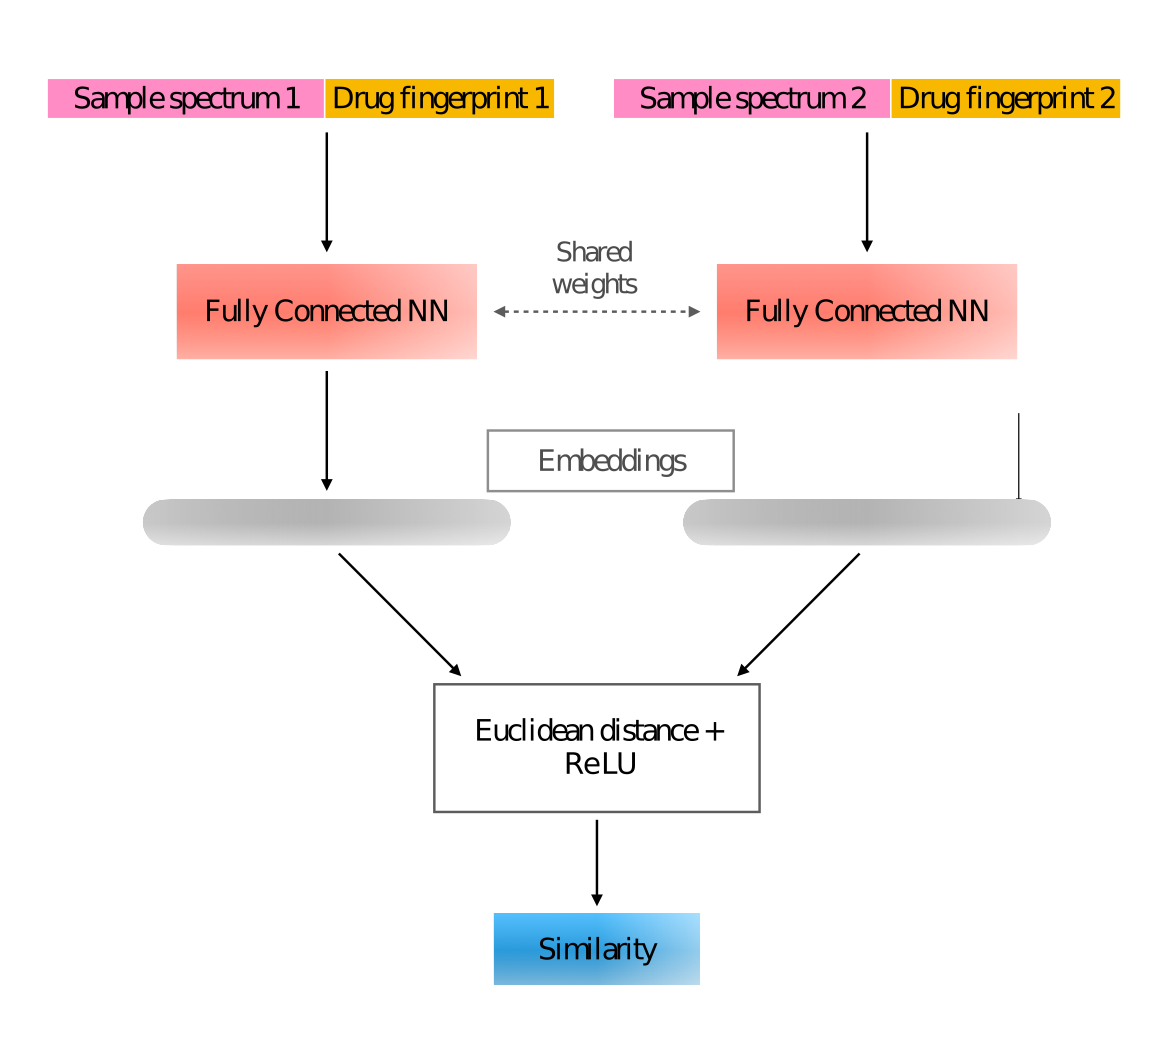 Sample spectrum 1
Drug fingerprint 1
Sample spectrum 2
Drug fingerprint 2
Shared
weights
Fully Connected NN
Fully Connected NN
Embeddings
Euclidean distance +
ReLU
Similarity